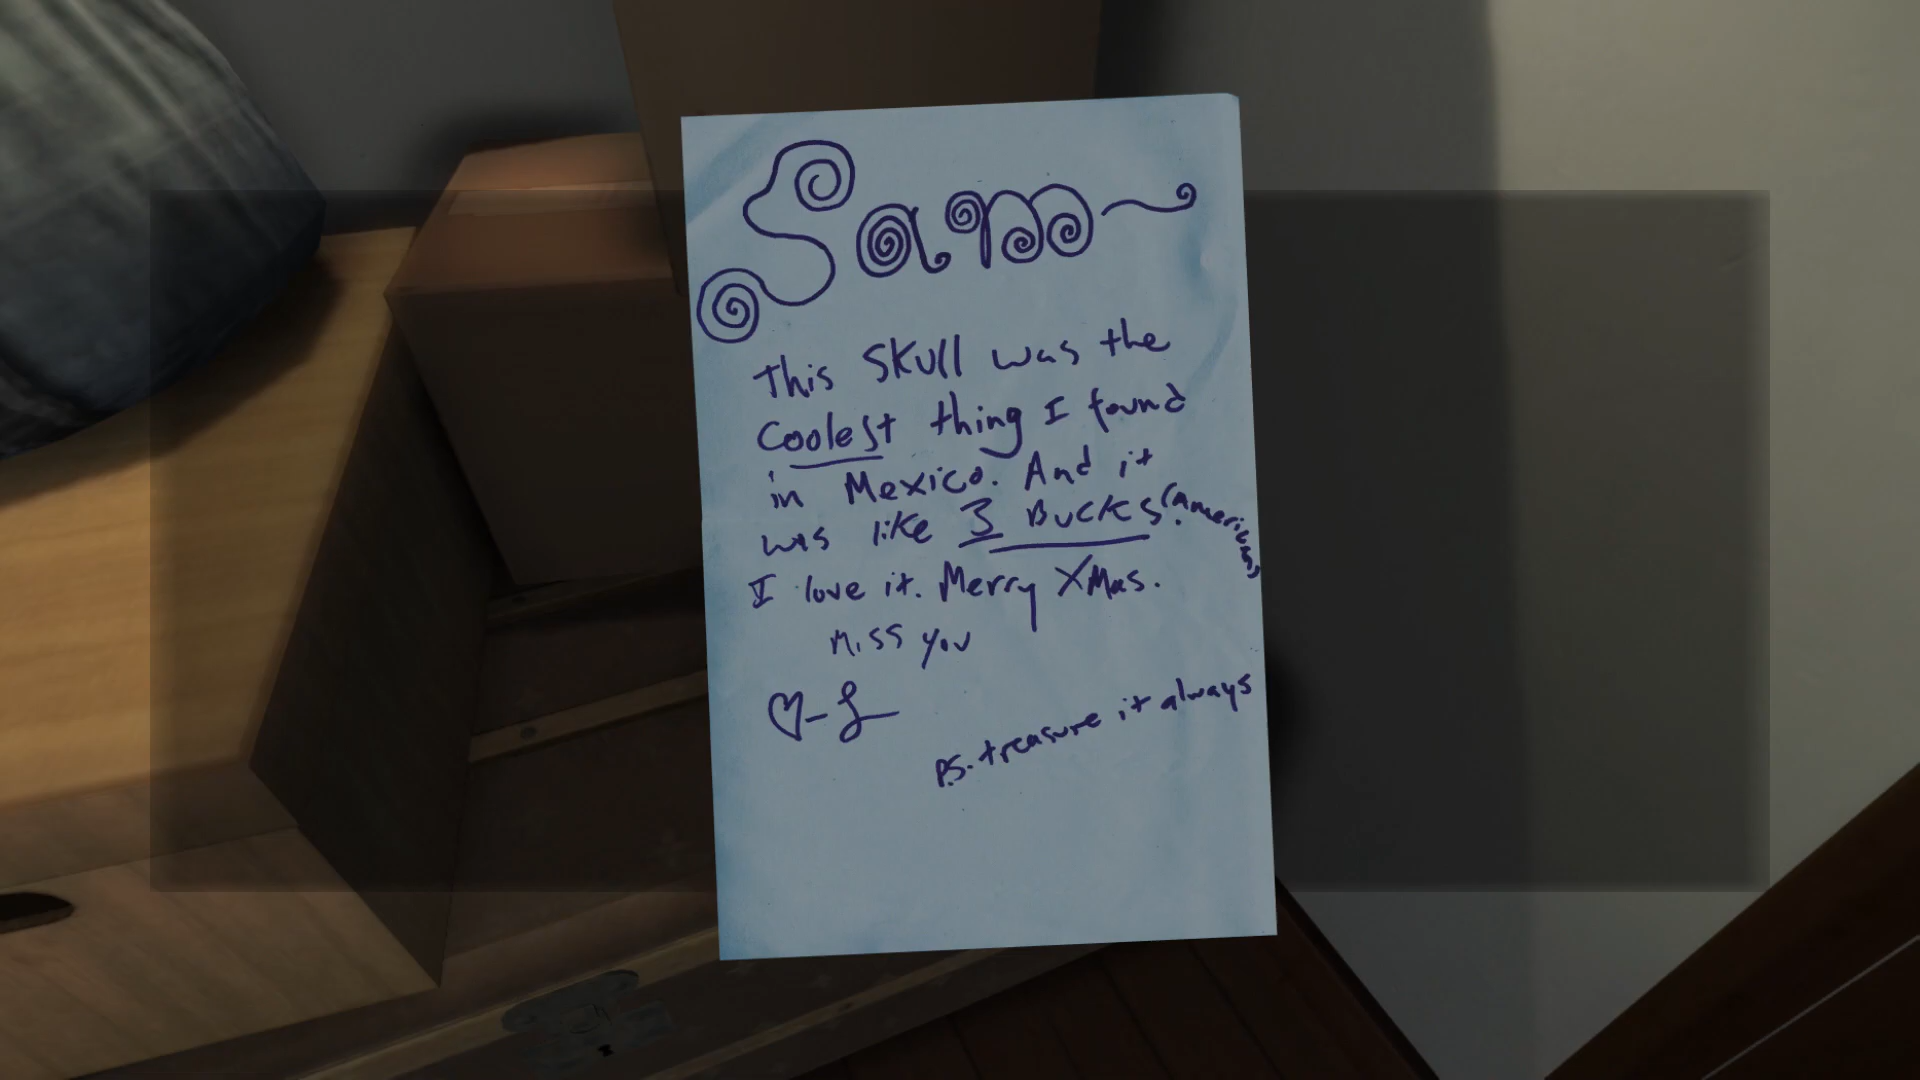 Sam~
This SKull was the
Coolest thing I found
in Mexico. And it
was like 3 BUCKS. (American)
I love it. Merry XMas.
Miss you
♡-L
P.S. treasure it always